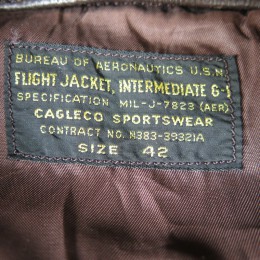 BUREAU OF AERONAUTICS U.S.N.
FLIGHT JACKET, INTERMEDIATE G-1
SPECIFICATION MIL-J-7823 (AER)
CAGLECO SPORTSWEAR
CONTRACT NO. N383-39321A
SIZE 42